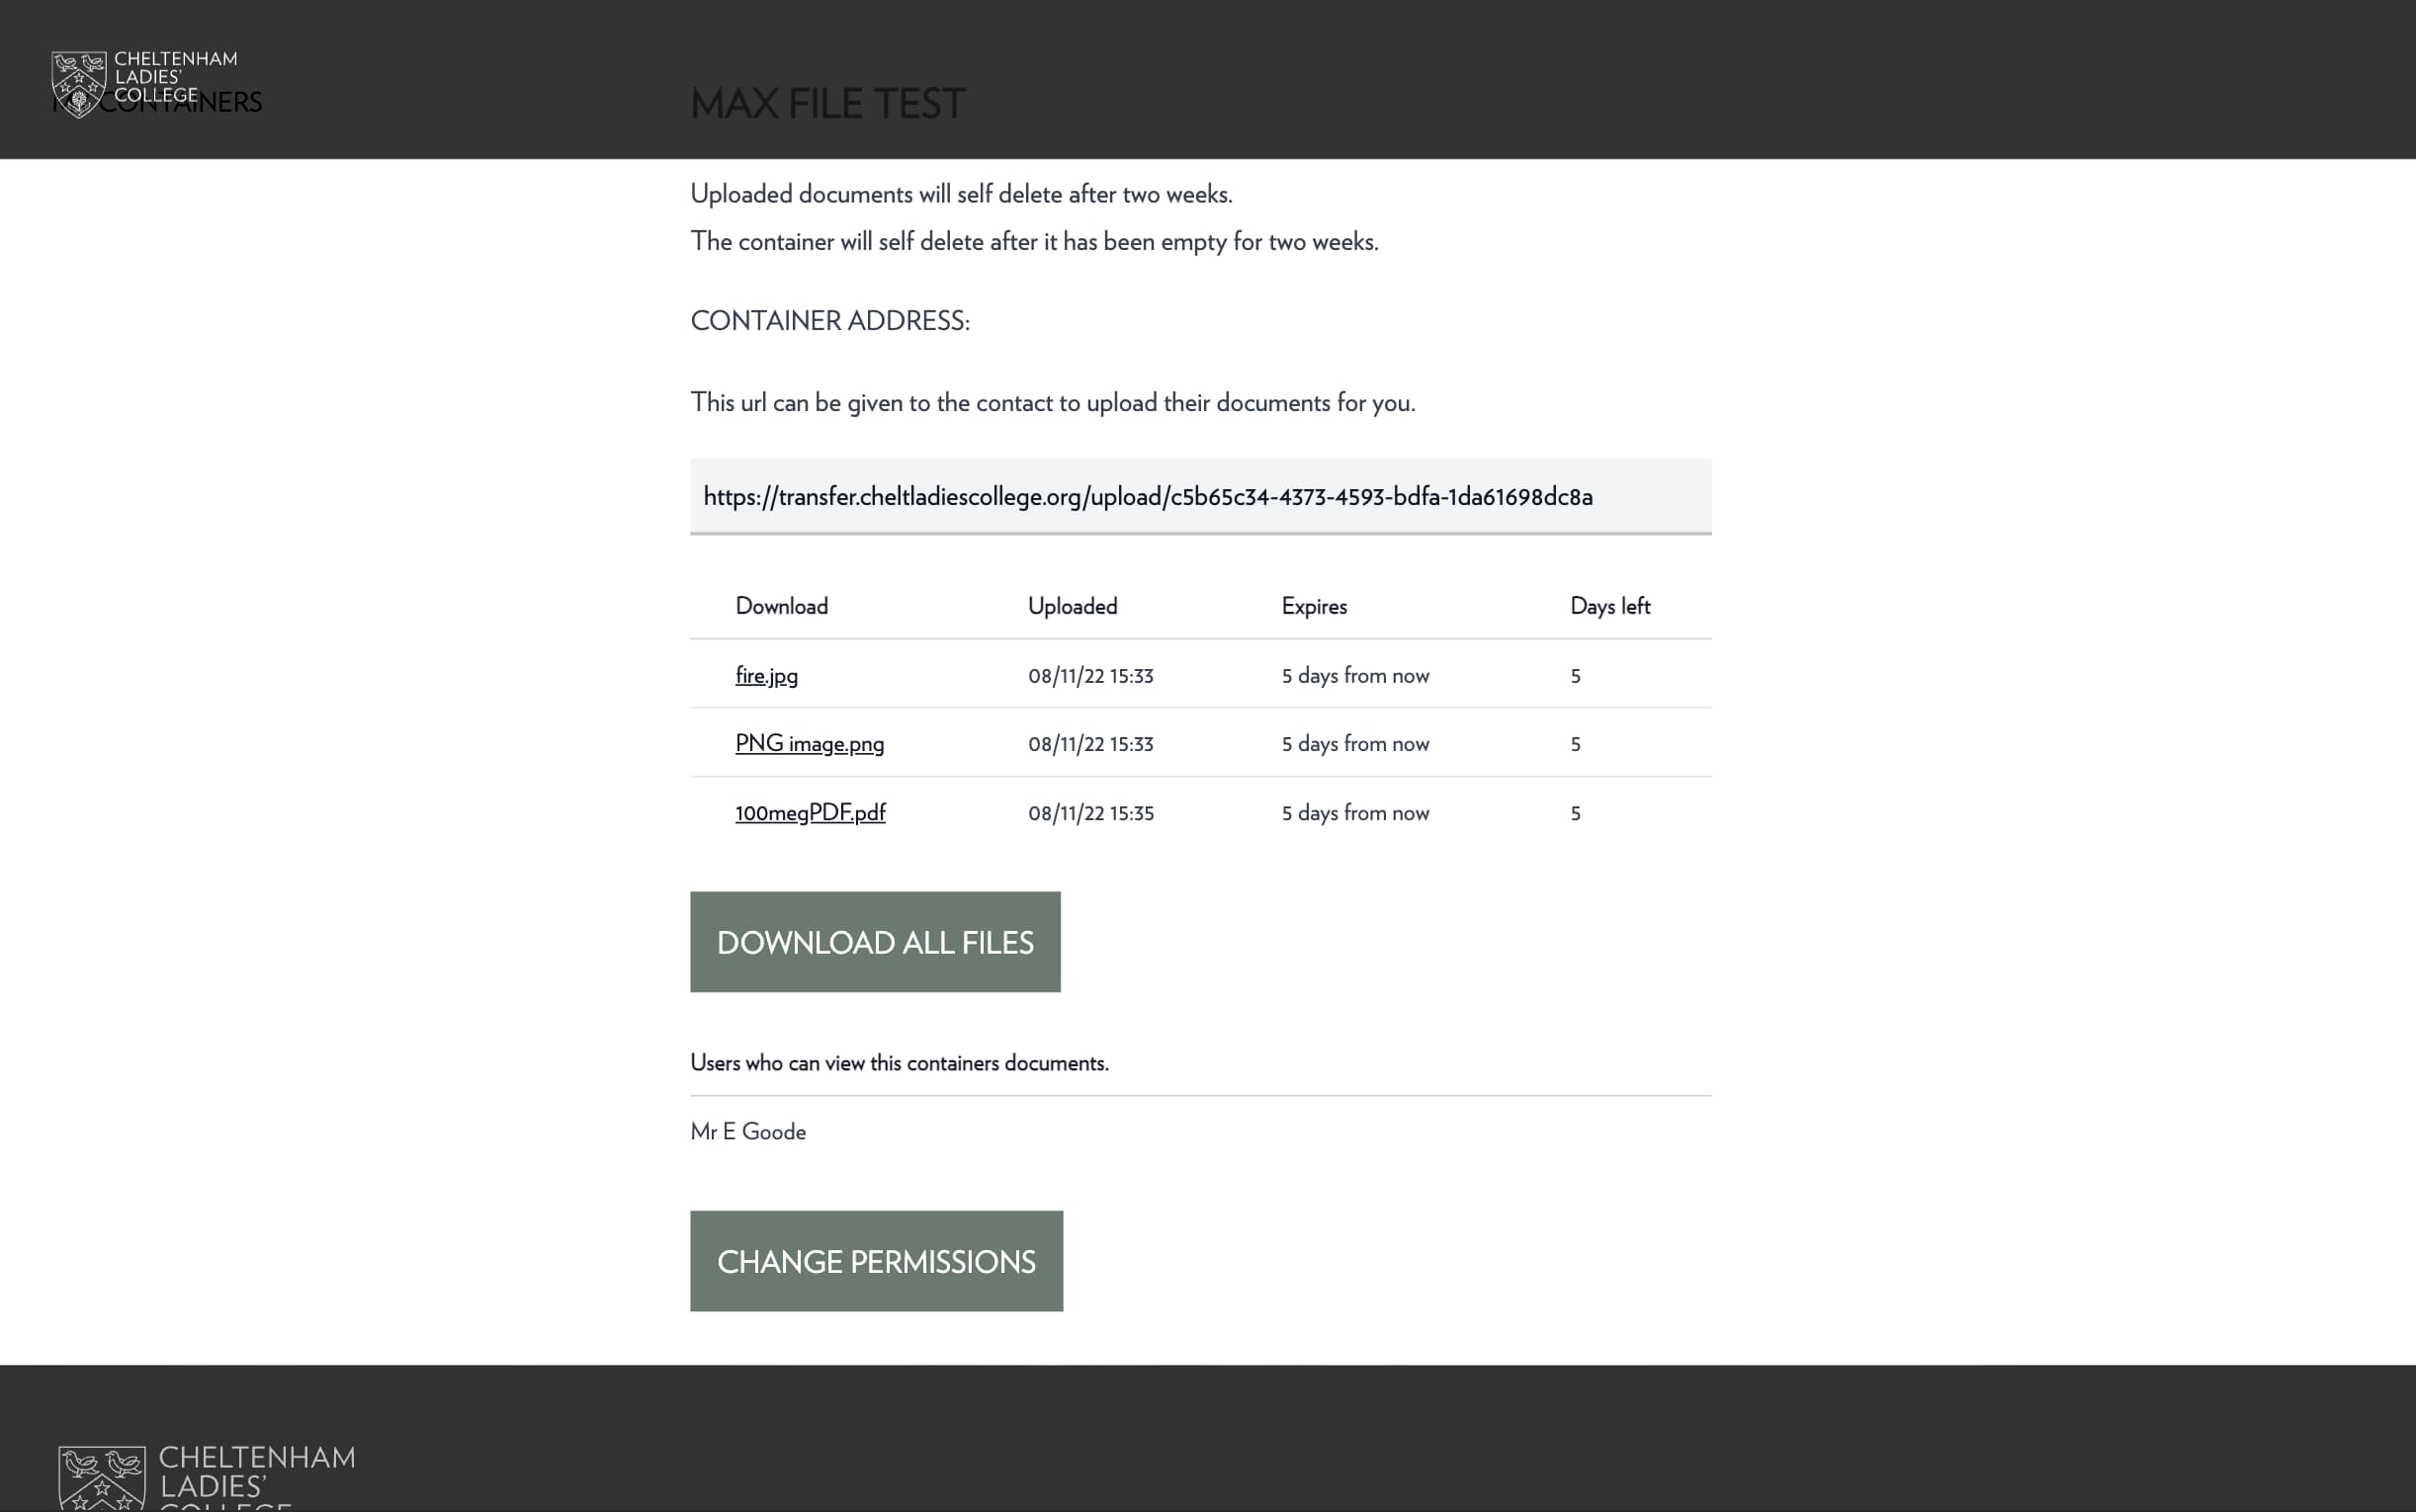 CHELTENHAM
LADIES'
COLLEGE
CONTAINERS
MAX FILE TEST
Uploaded documents will self delete after two weeks.
The container will self delete after it has been empty for two weeks.
CONTAINER ADDRESS:
This url can be given to the contact to upload their documents for you.
https://transfer.cheltladiescollege.org/upload/c5b65c34-4373-4593-bdfa-1da61698dc8a
Download Uploaded Expires Days left
fire.jpg 08/11/22 15:33 5 days from now 5
PNG image.png 08/11/22 15:33 5 days from now 5
100megPDF.pdf 08/11/22 15:35 5 days from now 5
DOWNLOAD ALL FILES
Users who can view this containers documents.
Mr E Goode
CHANGE PERMISSIONS
CHELTENHAM
LADIES'
COLLEGE